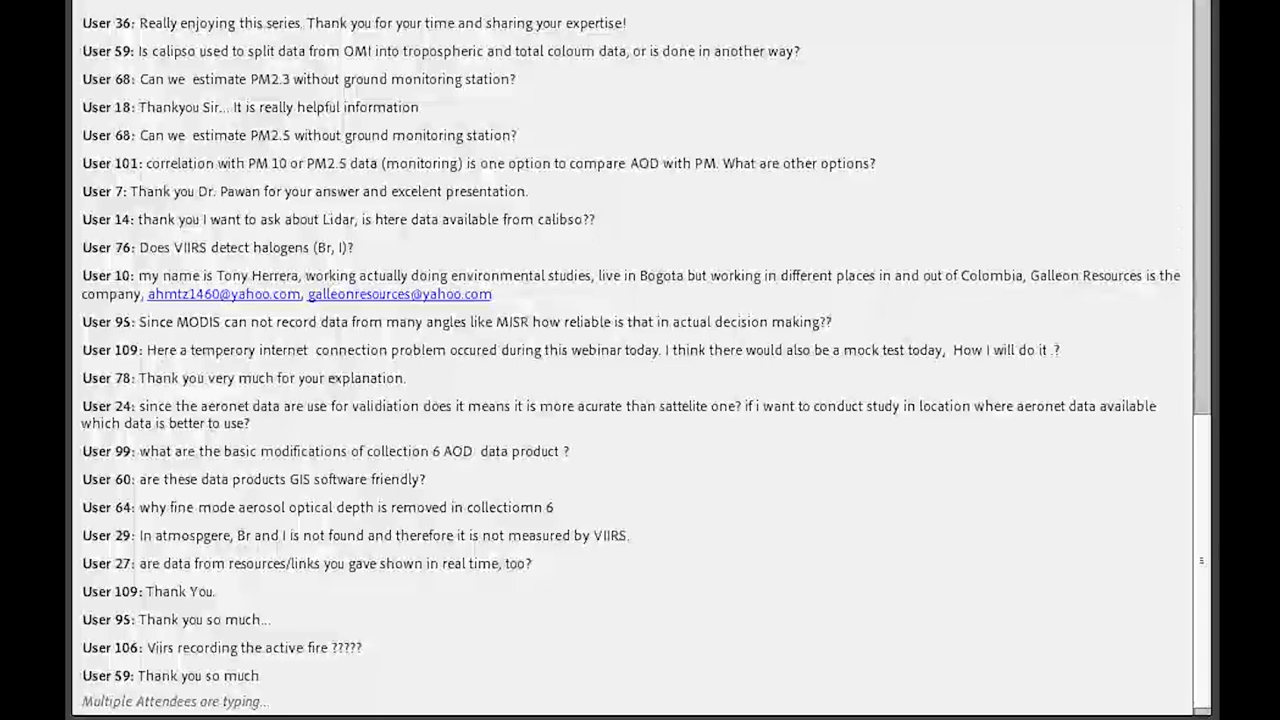 User 36: Really enjoying this series. Thank you for your time and sharing your expertise!
User 59: Is calipso used to split data from OMI into tropospheric and total coloum data, or is done in another way?
User 68: Can we estimate PM2.3 without ground monitoring station?
User 18: Thankyou Sir... It is really helpful information
User 68: Can we estimate PM2.5 without ground monitoring station?
User 101: correlation with PM 10 or PM2.5 data (monitoring) is one option to compare AOD with PM. What are other options?
User 7: Thank you Dr. Pawan for your answer and excelent presentation.
User 14: thank you I want to ask about Lidar, is htere data available from calibso??
User 76: Does VIIRS detect halogens (Br, I)?
User 10: my name is Tony Herrera, working actually doing environmental studies, live in Bogota but working in different places in and out of Colombia, Galleon Resources is the
company, ahmtz1460@yahoo.com, galleonresources@yahoo.com
User 95: Since MODIS can not record data from many angles like MISR how reliable is that in actual decision making??
User 109: Here a temperory internet connection problem occured during this webinar today. I think there would also be a mock test today, How I will do it .?
User 78: Thank you very much for your explanation.
User 24: since the aeronet data are use for validiation does it means it is more acurate than sattelite one? if i want to conduct study in location where aeronet data available
which data is better to use?
User 99: what are the basic modifications of collection 6 AOD data product ?
User 60: are these data products GIS software friendly?
User 64: why fine mode aerosol optical depth is removed in collectiomn 6
User 29: In atmospgere, Br and I is not found and therefore it is not measured by VIIRS.
User 27: are data from resources/links you gave shown in real time, too?
User 109: Thank You.
User 95: Thank you so much...
User 106: Viirs recording the active fire ?????
User 59: Thank you so much
Multiple Attendees are typing...